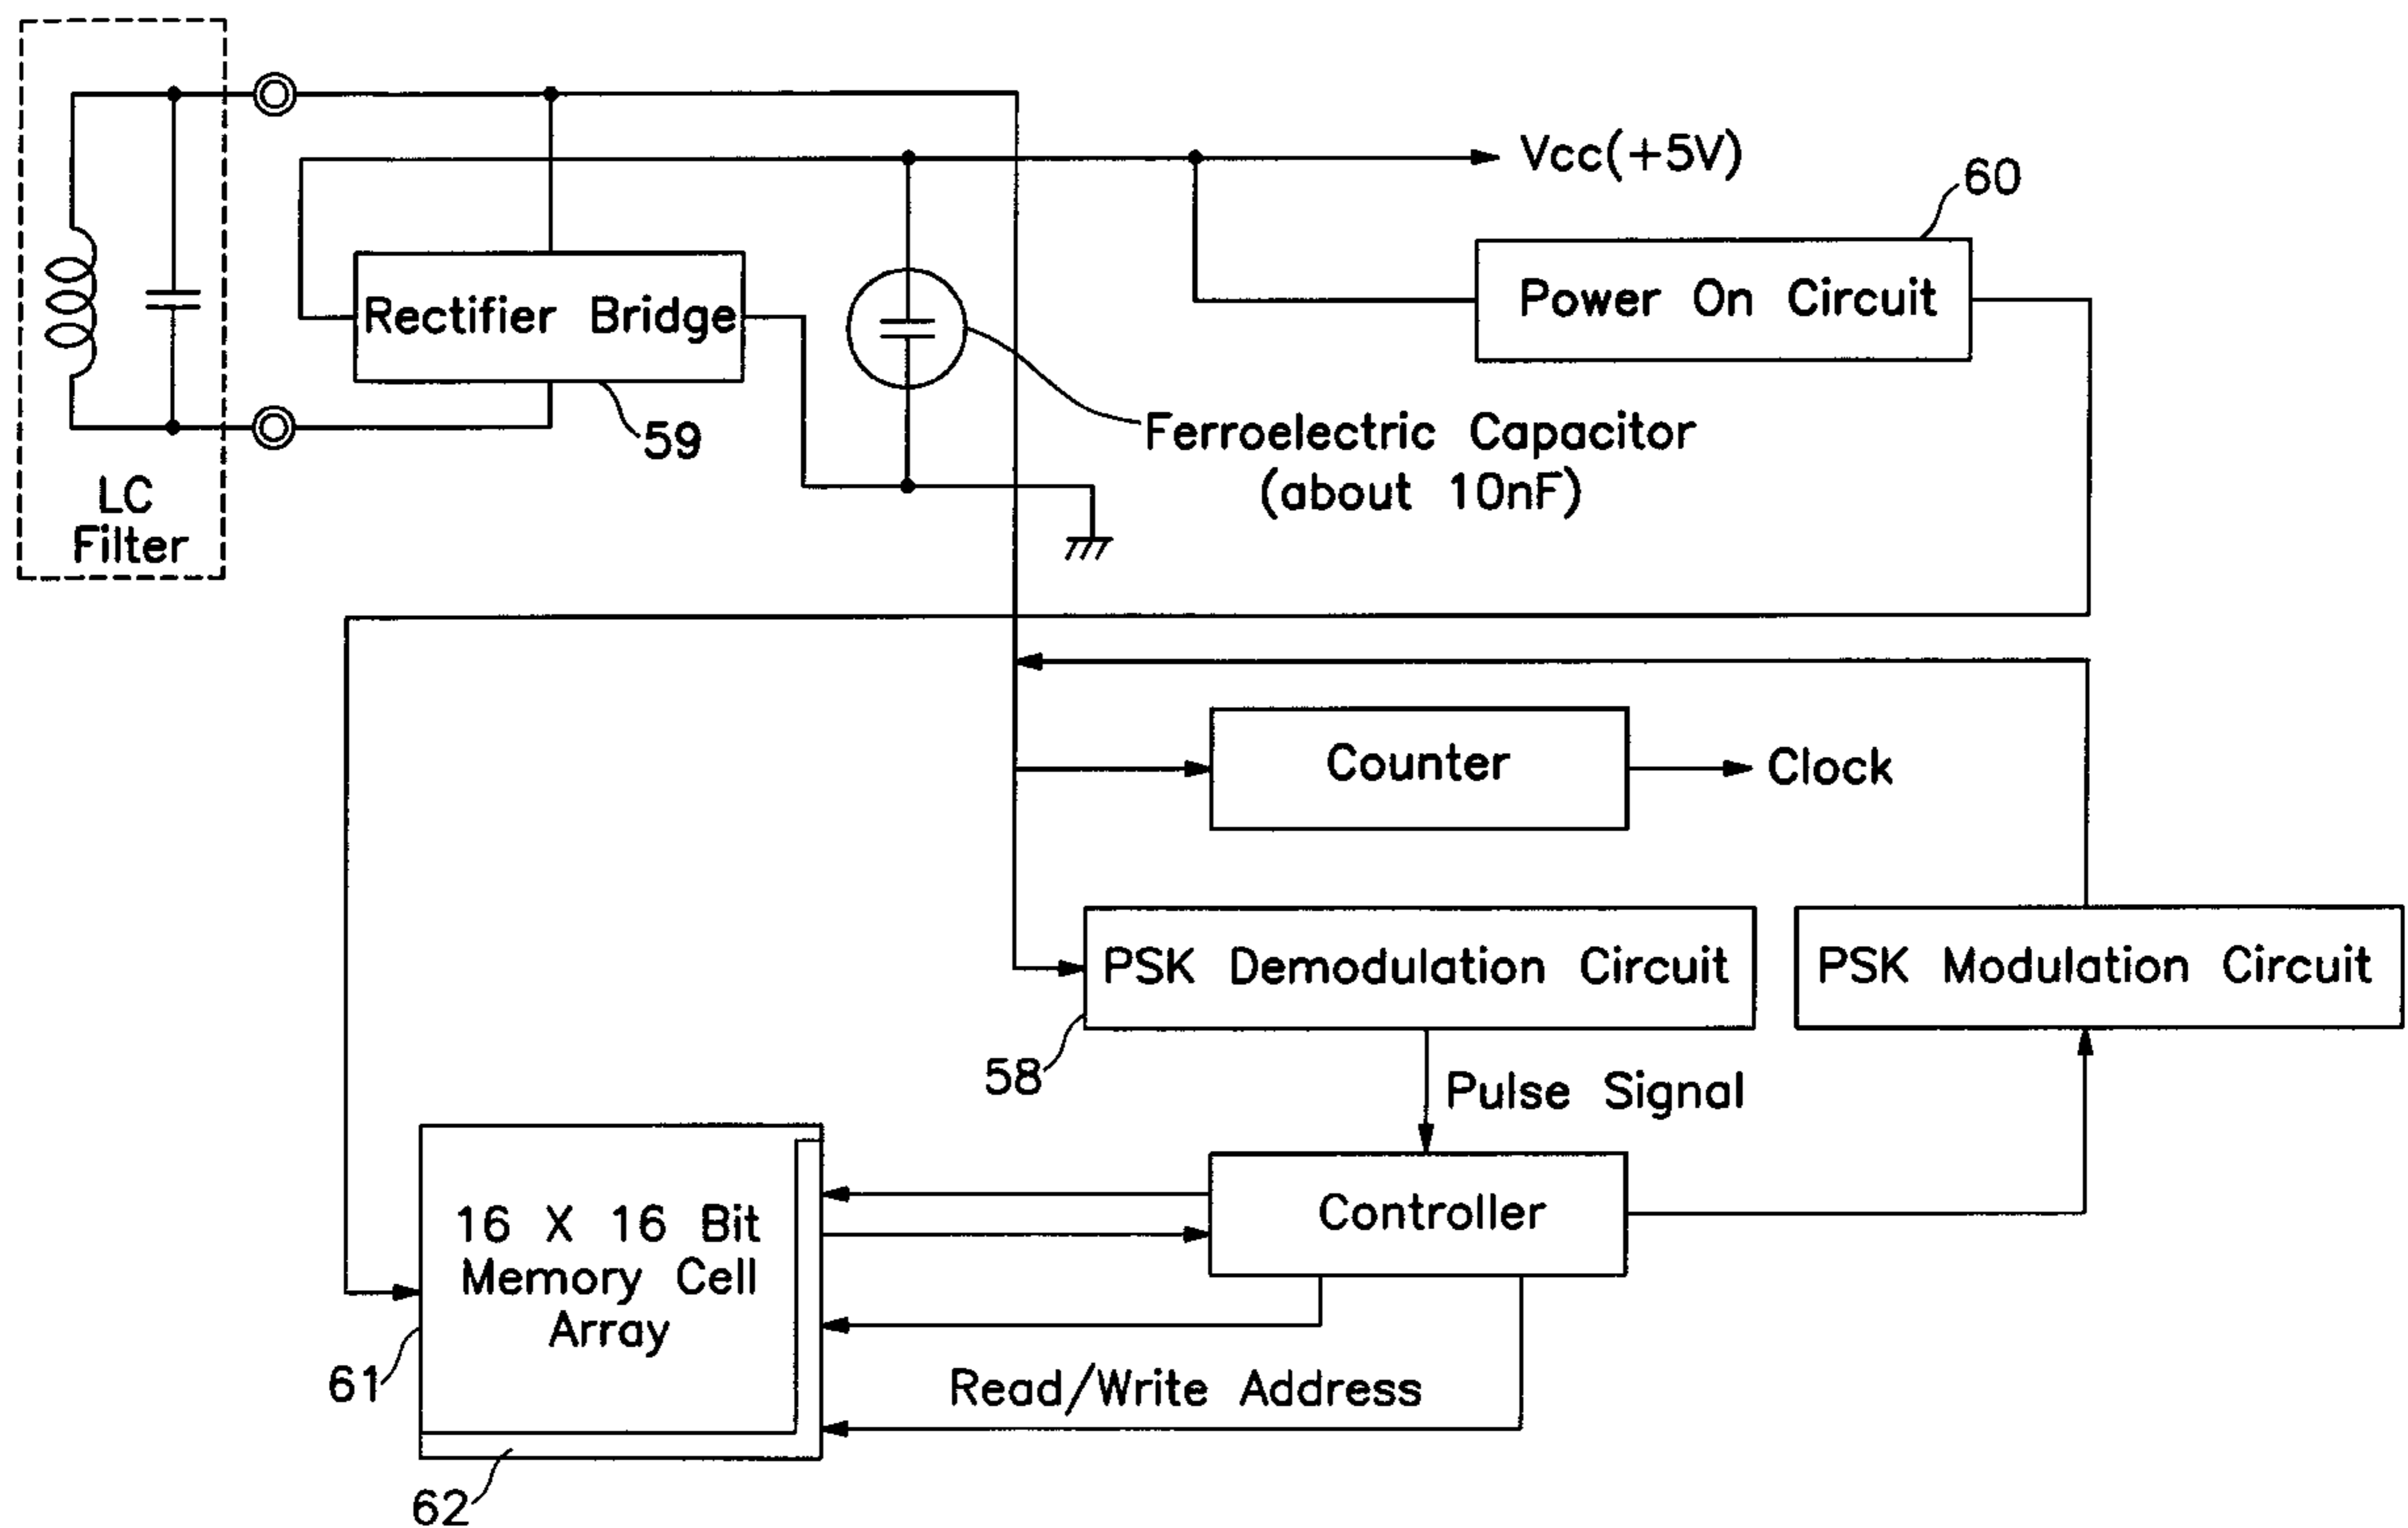 Vcc(+5V)
60
Power On Circuit
Rectifier Bridge
59
Ferroelectric Capacitor
(about 10nF)
LC
Filter
Counter
Clock
PSK Demodulation Circuit
PSK Modulation Circuit
58
Pulse Signal
16 X 16 Bit
Memory Cell
Array
Controller
61
Read/Write Address
62